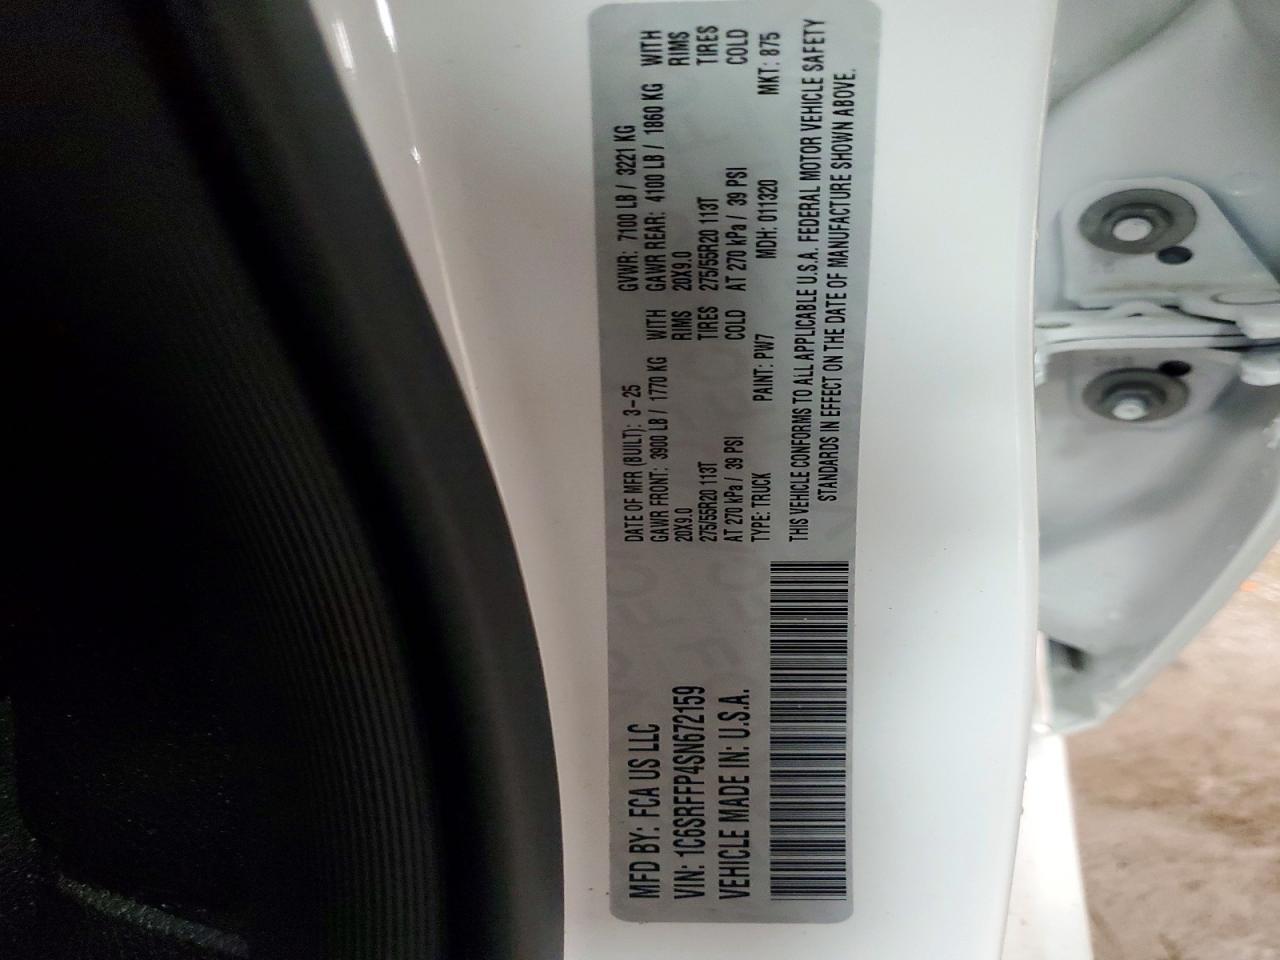 MFD BY: FCA US LLC
VIN: 1C6SRFFP4SN672159
VEHICLE MADE IN: U.S.A.
DATE OF MFR (BUILT): 3-25 GVWR: 7100 LB / 3221 KG
GAWR FRONT: 3900 LB / 1770 KG WITH GAWR REAR: 4100 LB / 1860 KG WITH
20X9.0 RIMS 20X9.0 RIMS
275/55R20 113T TIRES 275/55R20 113T TIRES
AT 270 kPa / 39 PSI COLD AT 270 kPa / 39 PSI COLD
TYPE: TRUCK PAINT: PW7 MDH: 011320 MKT: 875
THIS VEHICLE CONFORMS TO ALL APPLICABLE U.S.A. FEDERAL MOTOR VEHICLE SAFETY
STANDARDS IN EFFECT ON THE DATE OF MANUFACTURE SHOWN ABOVE.